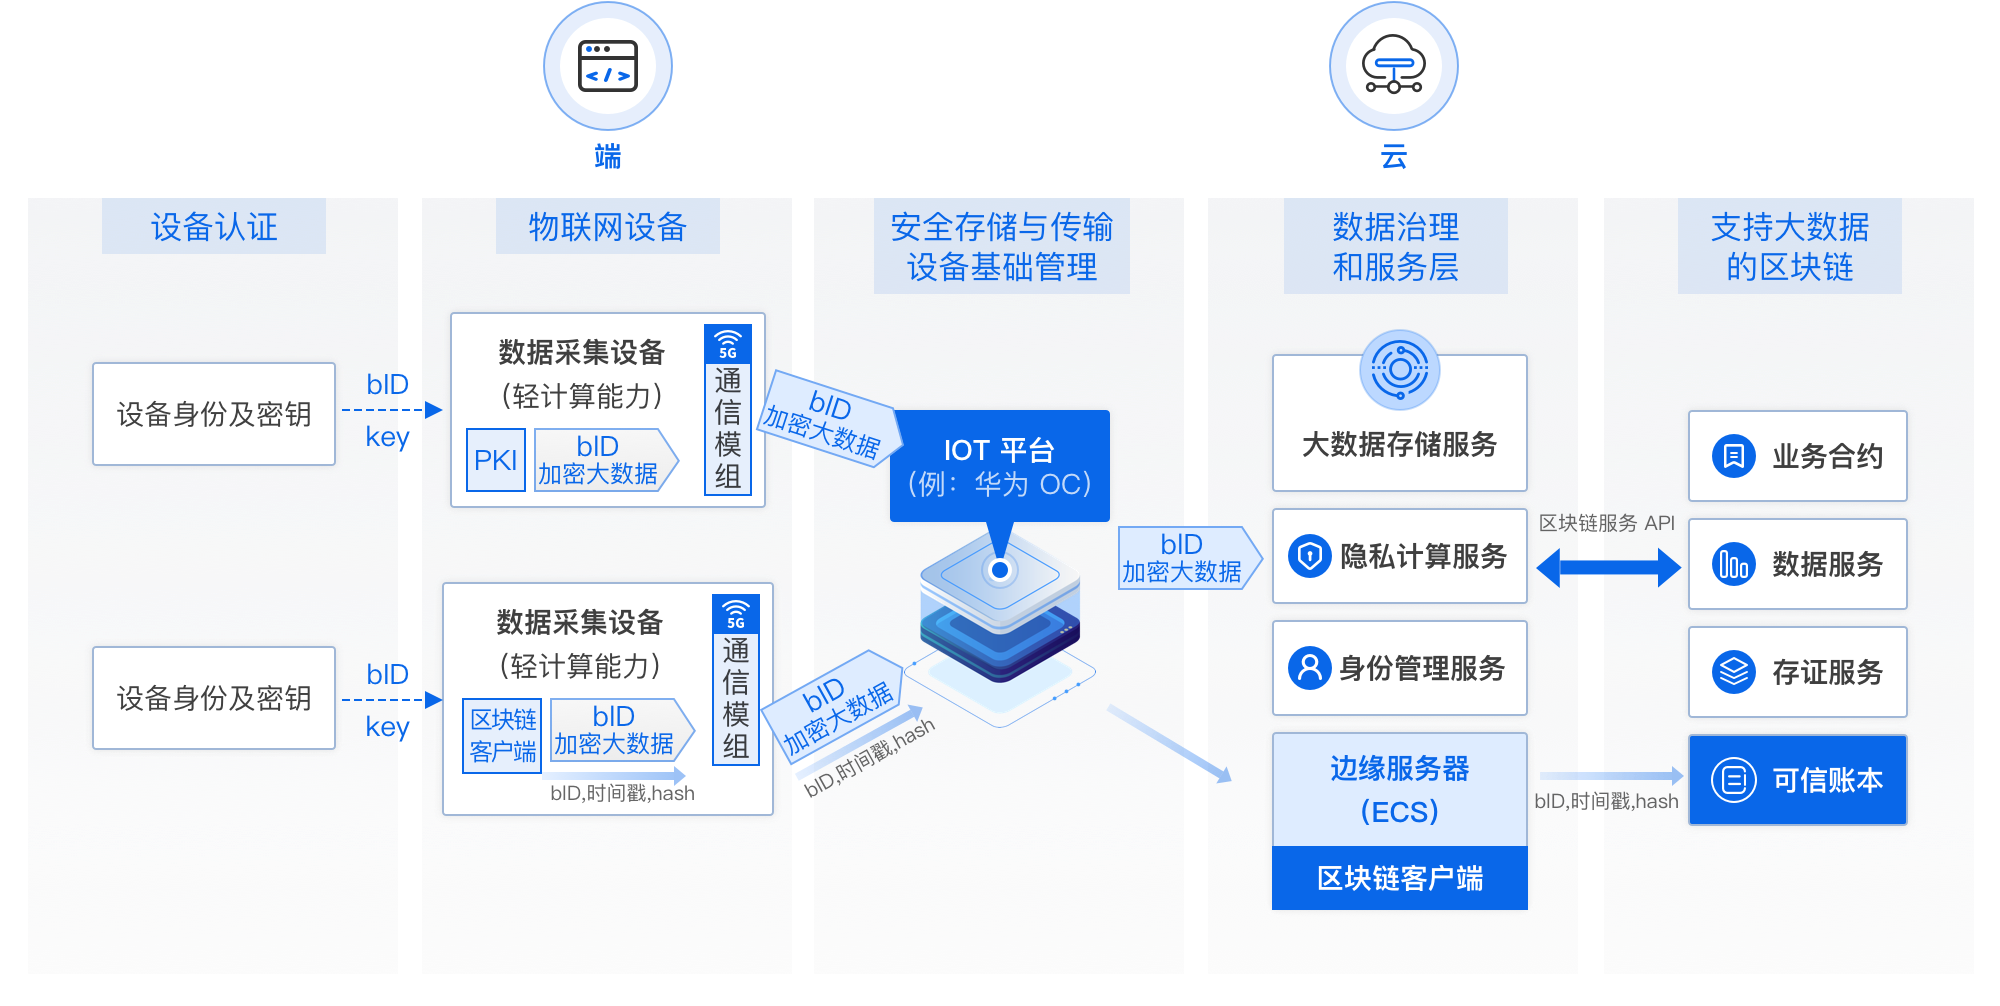 端
云
设备认证
设备身份及密钥
bID
key
设备身份及密钥
bID
key
物联网设备
数据采集设备
（轻计算能力）
PKI
bID
加密大数据
5G
通
信
模
组
数据采集设备
（轻计算能力）
区块链
客户端
bID
加密大数据
bID,时间戳,hash
5G
通
信
模
组
安全存储与传输
设备基础管理
bID
加密大数据
IOT 平台
（例：华为 OC）
bID
加密大数据
bID,时间戳,hash
bID
加密大数据
数据治理
和服务层
大数据存储服务
隐私计算服务
身份管理服务
边缘服务器
（ECS）
区块链客户端
区块链服务 API
bID,时间戳,hash
支持大数据
的区块链
业务合约
数据服务
存证服务
可信账本